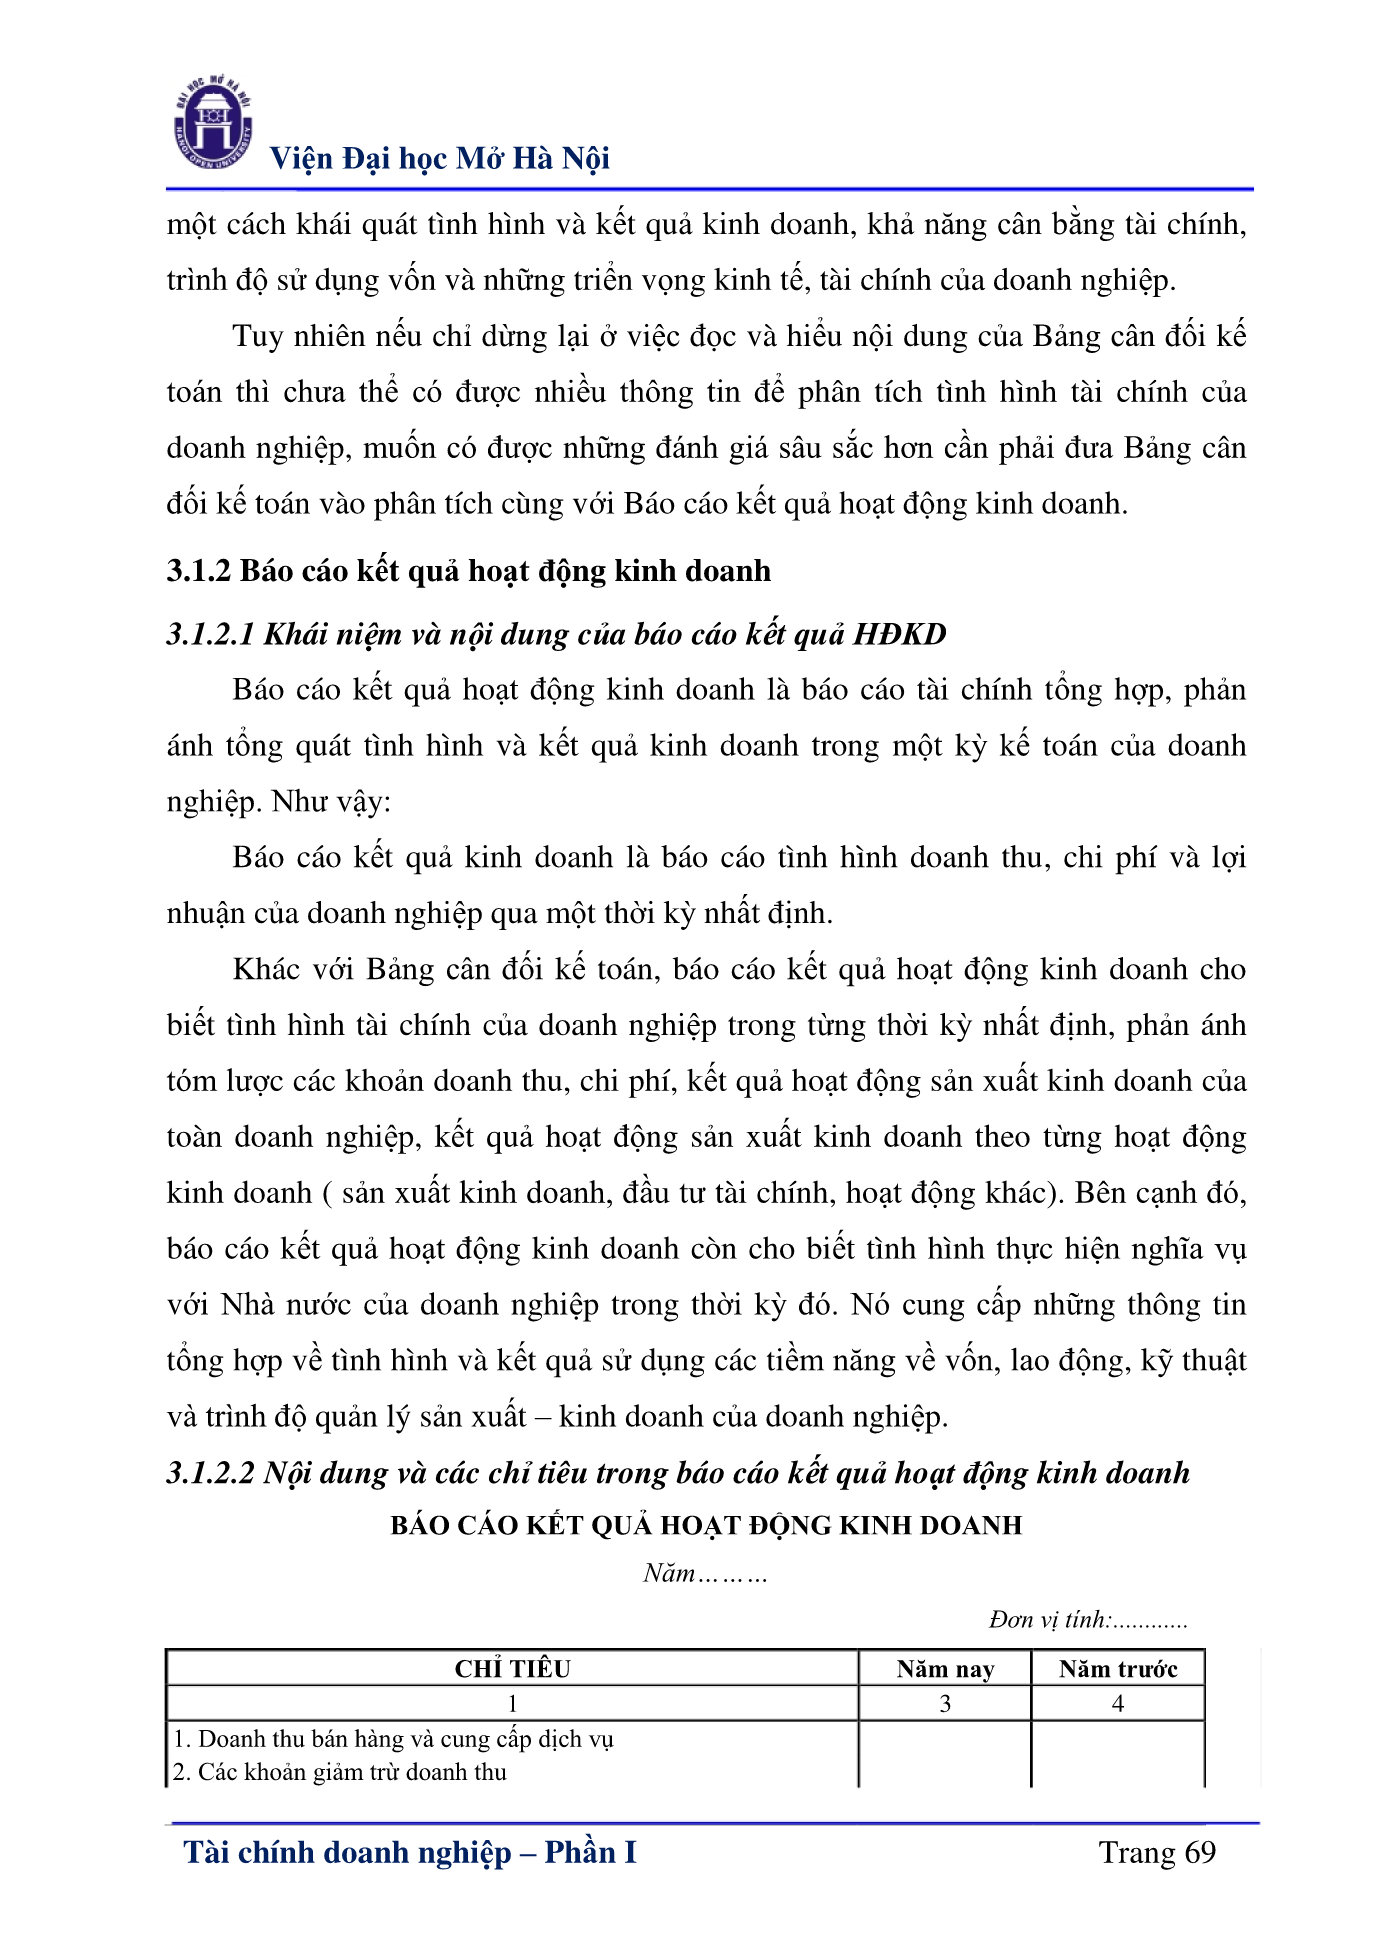 ĐẠI HỌC MỞ HÀ NỘI
HANOI OPEN UNIVERSITY
Viện Đại học Mở Hà Nội
một cách khái quát tình hình và kết quả kinh doanh, khả năng cân bằng tài chính,
trình độ sử dụng vốn và những triển vọng kinh tế, tài chính của doanh nghiệp.
Tuy nhiên nếu chỉ dừng lại ở việc đọc và hiểu nội dung của Bảng cân đối kế
toán thì chưa thể có được nhiều thông tin để phân tích tình hình tài chính của
doanh nghiệp, muốn có được những đánh giá sâu sắc hơn cần phải đưa Bảng cân
đối kế toán vào phân tích cùng với Báo cáo kết quả hoạt động kinh doanh.
3.1.2 Báo cáo kết quả hoạt động kinh doanh
3.1.2.1 Khái niệm và nội dung của báo cáo kết quả HĐKD
Báo cáo kết quả hoạt động kinh doanh là báo cáo tài chính tổng hợp, phản
ánh tổng quát tình hình và kết quả kinh doanh trong một kỳ kế toán của doanh
nghiệp. Như vậy:
Báo cáo kết quả kinh doanh là báo cáo tình hình doanh thu, chi phí và lợi
nhuận của doanh nghiệp qua một thời kỳ nhất định.
Khác với Bảng cân đối kế toán, báo cáo kết quả hoạt động kinh doanh cho
biết tình hình tài chính của doanh nghiệp trong từng thời kỳ nhất định, phản ánh
tóm lược các khoản doanh thu, chi phí, kết quả hoạt động sản xuất kinh doanh của
toàn doanh nghiệp, kết quả hoạt động sản xuất kinh doanh theo từng hoạt động
kinh doanh ( sản xuất kinh doanh, đầu tư tài chính, hoạt động khác). Bên cạnh đó,
báo cáo kết quả hoạt động kinh doanh còn cho biết tình hình thực hiện nghĩa vụ
với Nhà nước của doanh nghiệp trong thời kỳ đó. Nó cung cấp những thông tin
tổng hợp về tình hình và kết quả sử dụng các tiềm năng về vốn, lao động, kỹ thuật
và trình độ quản lý sản xuất – kinh doanh của doanh nghiệp.
3.1.2.2 Nội dung và các chỉ tiêu trong báo cáo kết quả hoạt động kinh doanh
BÁO CÁO KẾT QUẢ HOẠT ĐỘNG KINH DOANH
Năm………
Đơn vị tính:............
CHỈ TIÊU Năm nay Năm trước
1 3 4
1. Doanh thu bán hàng và cung cấp dịch vụ
2. Các khoản giảm trừ doanh thu
Tài chính doanh nghiệp – Phần I Trang 69